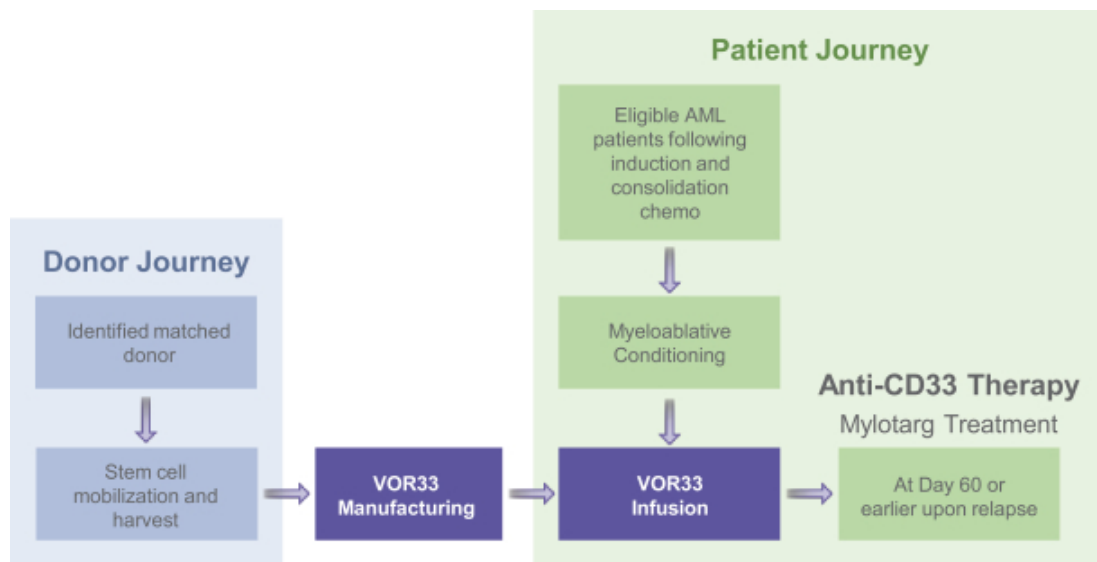 Patient Journey
Eligible AML
patients following
induction and
consolidation
chemo
Donor Journey
Identified matched
donor
Myeloablative
Conditioning
Anti-CD33 Therapy
Mylotarg Treatment
Stem cell
mobilization and
harvest
VOR33
Manufacturing
VOR33
Infusion
At Day 60 or
earlier upon relapse